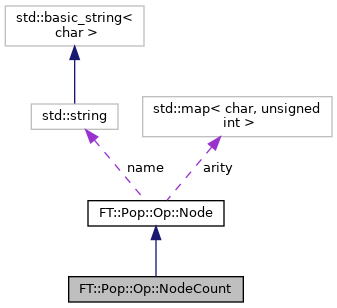 std::basic_string<
char >
std::string
std::map< char, unsigned
int >
name
arity
FT::Pop::Op::Node
FT::Pop::Op::NodeCount